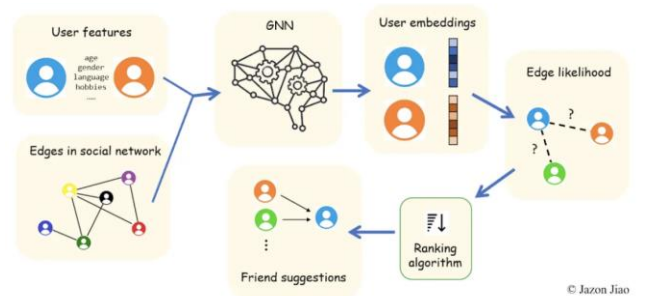 User features
age
gender
language
hobbies
...
Edges in social network
GNN
User embeddings
Edge likelihood
?
?
Ranking
algorithm
Friend suggestions
© Jazon Jiao